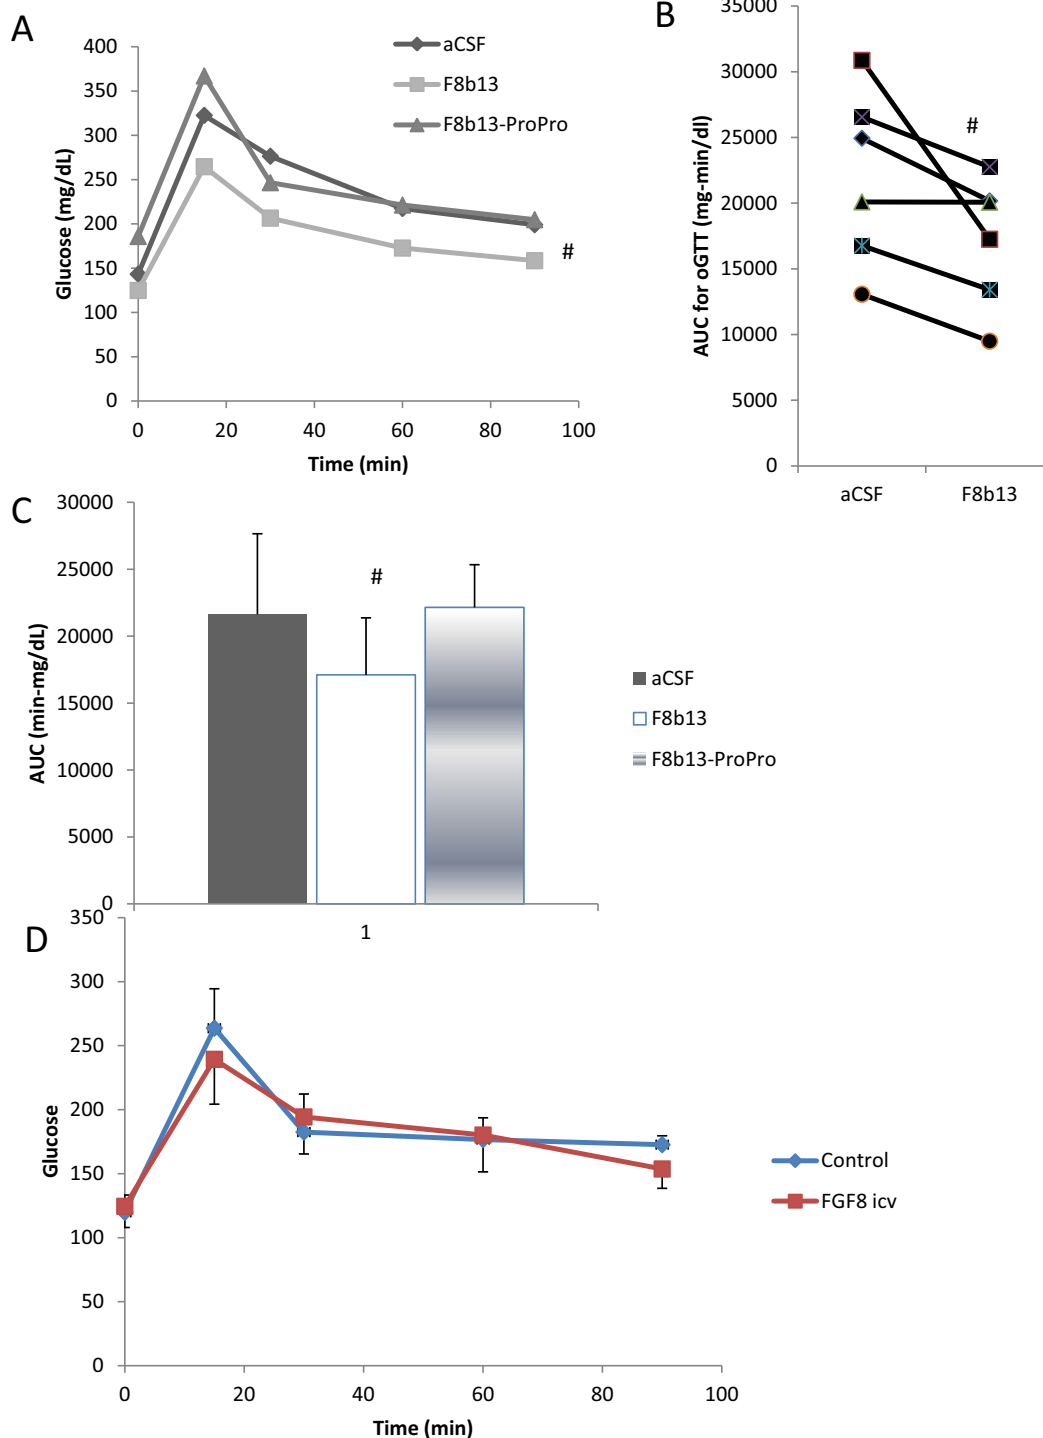 A
aCSF
F8b13
F8b13-ProPro
400
350
300
250
200
150
100
50
0
Glucose (mg/dL)
#
0 20 40 60 80 100
Time (min)
B
35000
30000
25000
20000
15000
10000
5000
0
AUC for oGTT (mg-min/dl)
#
aCSF F8b13
C
30000
25000
20000
15000
10000
5000
0
AUC (min-mg/dL)
#
1
aCSF
F8b13
F8b13-ProPro
D
350
300
250
200
150
100
50
0
Glucose
Control
FGF8 icv
0 20 40 60 80 100
Time (min)